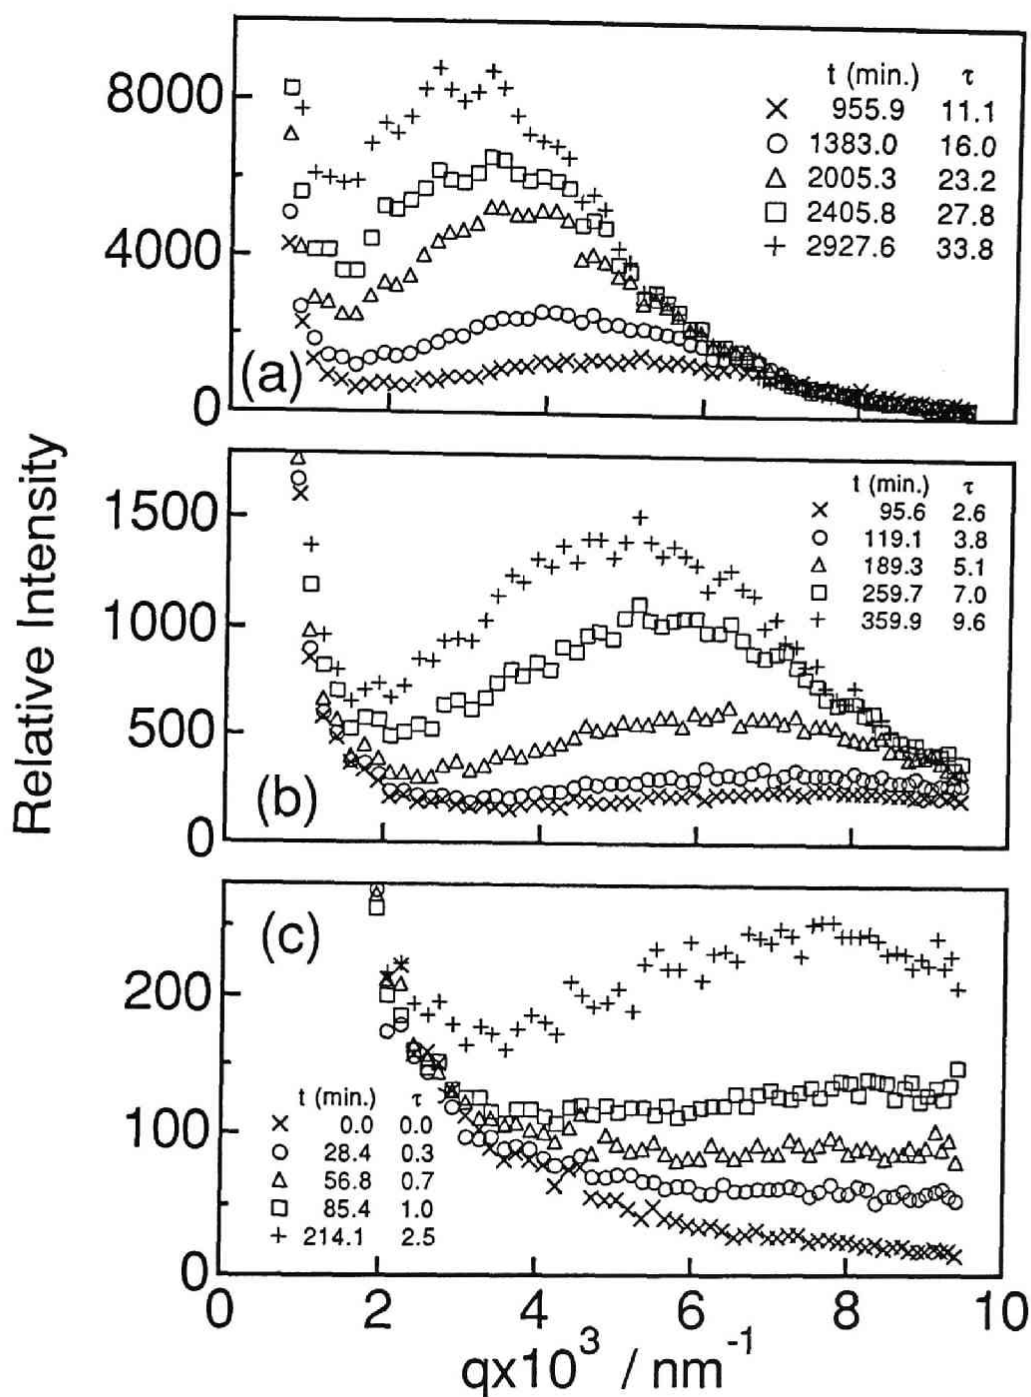 8000
4000
0
(a)
t (min.) τ
× 955.9 11.1
○ 1383.0 16.0
△ 2005.3 23.2
□ 2405.8 27.8
+ 2927.6 33.8
Relative Intensity
1500
1000
500
0
(b)
t (min.) τ
× 95.6 2.6
○ 119.1 3.8
△ 189.3 5.1
□ 259.7 7.0
+ 359.9 9.6
200
100
0
(c)
t (min.) τ
× 0.0 0.0
○ 28.4 0.3
△ 56.8 0.7
□ 85.4 1.0
+ 214.1 2.5
0 2 4 6 8 10
qx10³ / nm⁻¹